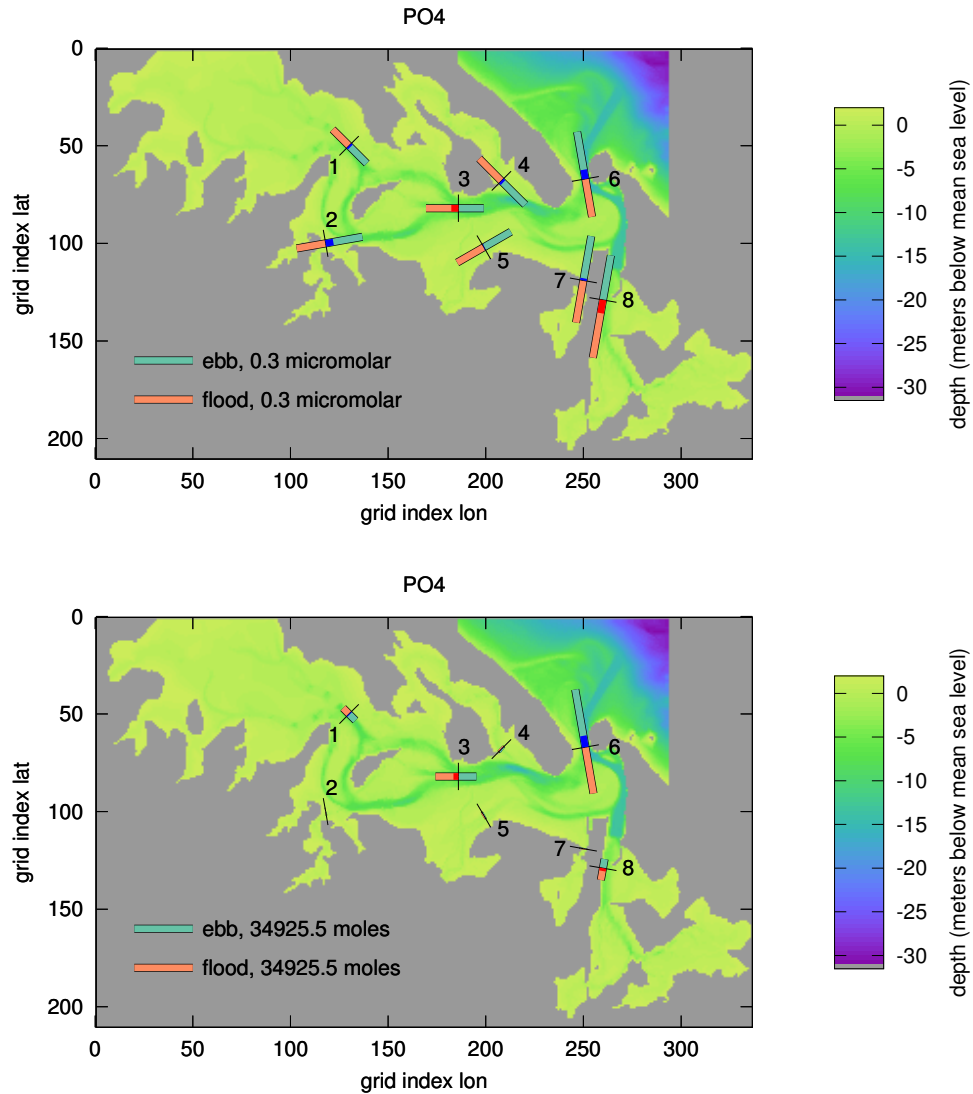 PO4
0
50
100
150
200
0 50 100 150 200 250 300
grid index lat
grid index lon
1
2
3
4
5
6
7
8
ebb, 0.3 micromolar
flood, 0.3 micromolar
0
-5
-10
-15
-20
-25
-30
depth (meters below mean sea level)
PO4
0
50
100
150
200
0 50 100 150 200 250 300
grid index lat
grid index lon
1
2
3
4
5
6
7
8
ebb, 34925.5 moles
flood, 34925.5 moles
0
-5
-10
-15
-20
-25
-30
depth (meters below mean sea level)